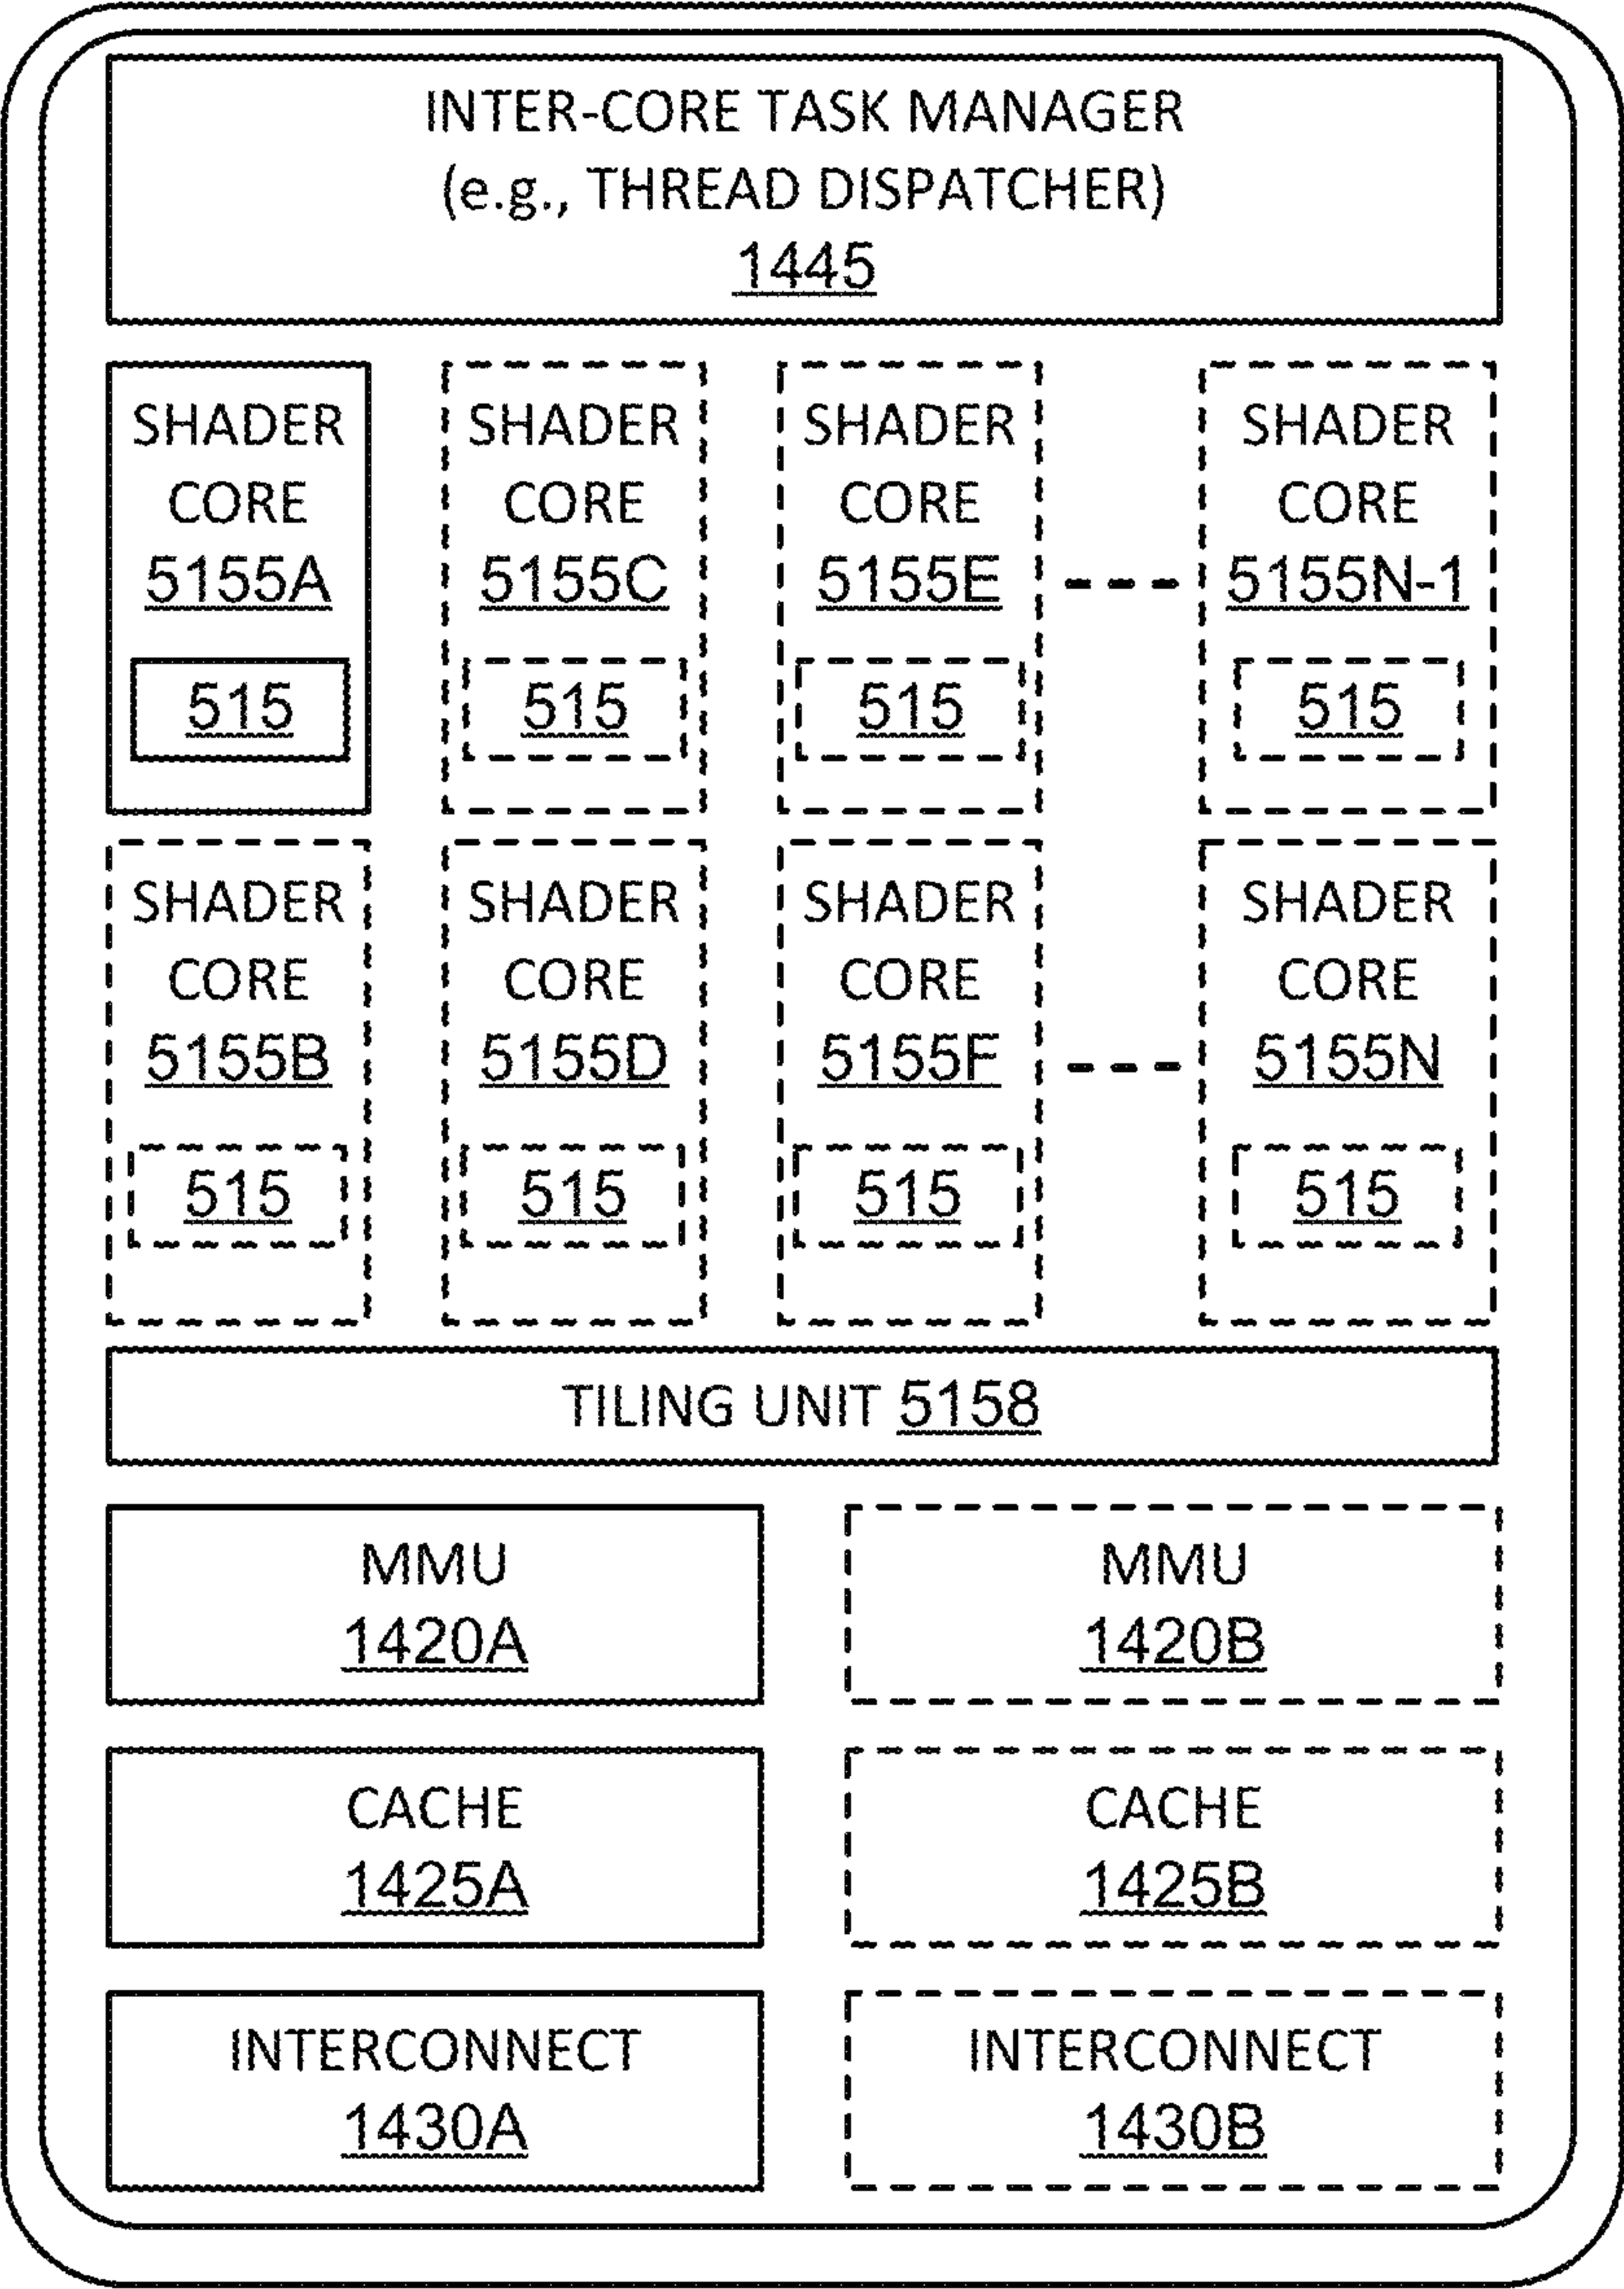 INTER-CORE TASK MANAGER
(e.g., THREAD DISPATCHER)
1445
SHADER
CORE
5155A
515
SHADER
CORE
5155C
515
SHADER
CORE
5155E
515
SHADER
CORE
5155N-1
515
SHADER
CORE
5155B
515
SHADER
CORE
5155D
515
SHADER
CORE
5155F
515
SHADER
CORE
5155N
515
TILING UNIT 5158
MMU
1420A
MMU
1420B
CACHE
1425A
CACHE
1425B
INTERCONNECT
1430A
INTERCONNECT
1430B